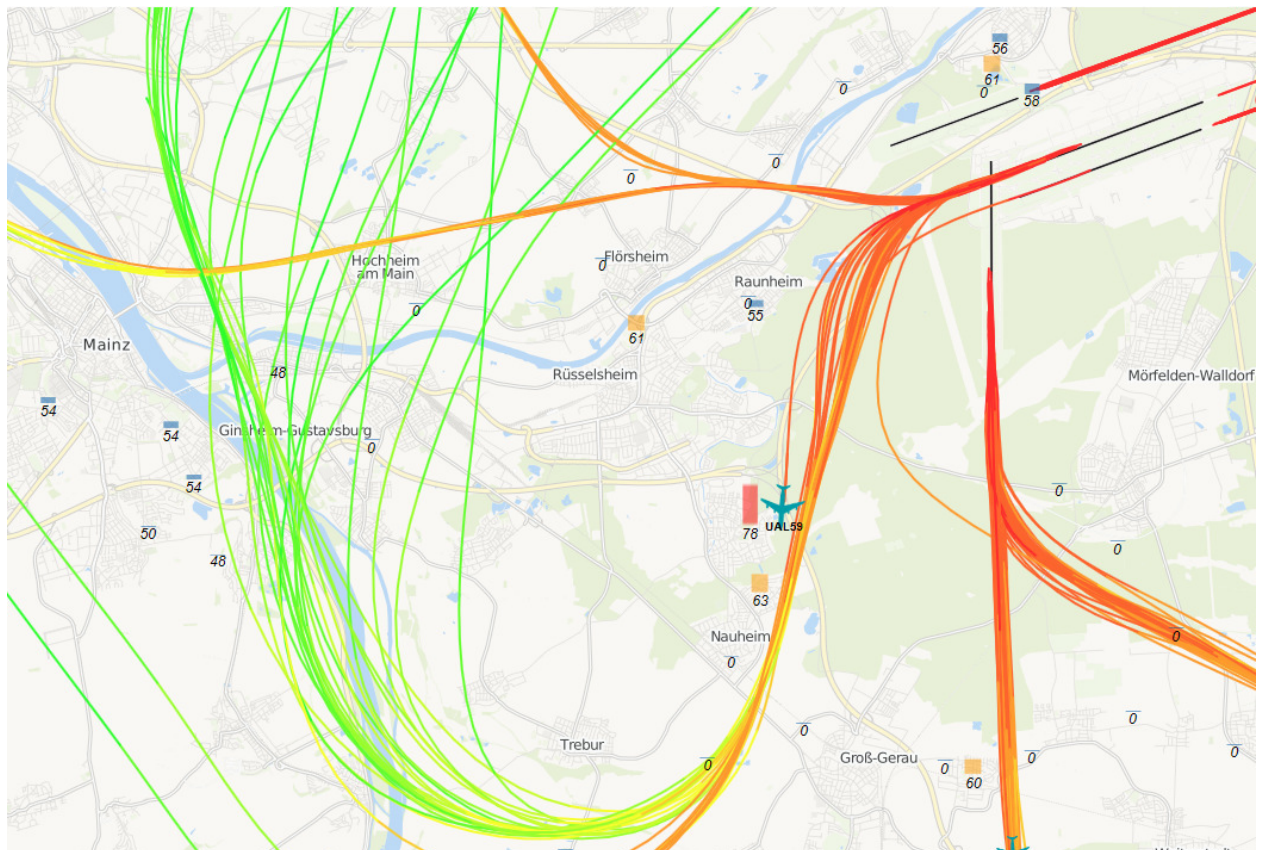 56
61
0
0
58
0
0
Flörsheim
0
Hochheim
am Main
Raunheim
0
55
0
61
Mainz
Rüsselsheim
48
Mörfelden-Walldorf
54
54
Ginsheim-Gustavsburg
0
54
0
78
UAL59
50
0
48
63
Nauheim
0
0
0
0
Trebur
0
Groß-Gerau
0
0
0
60